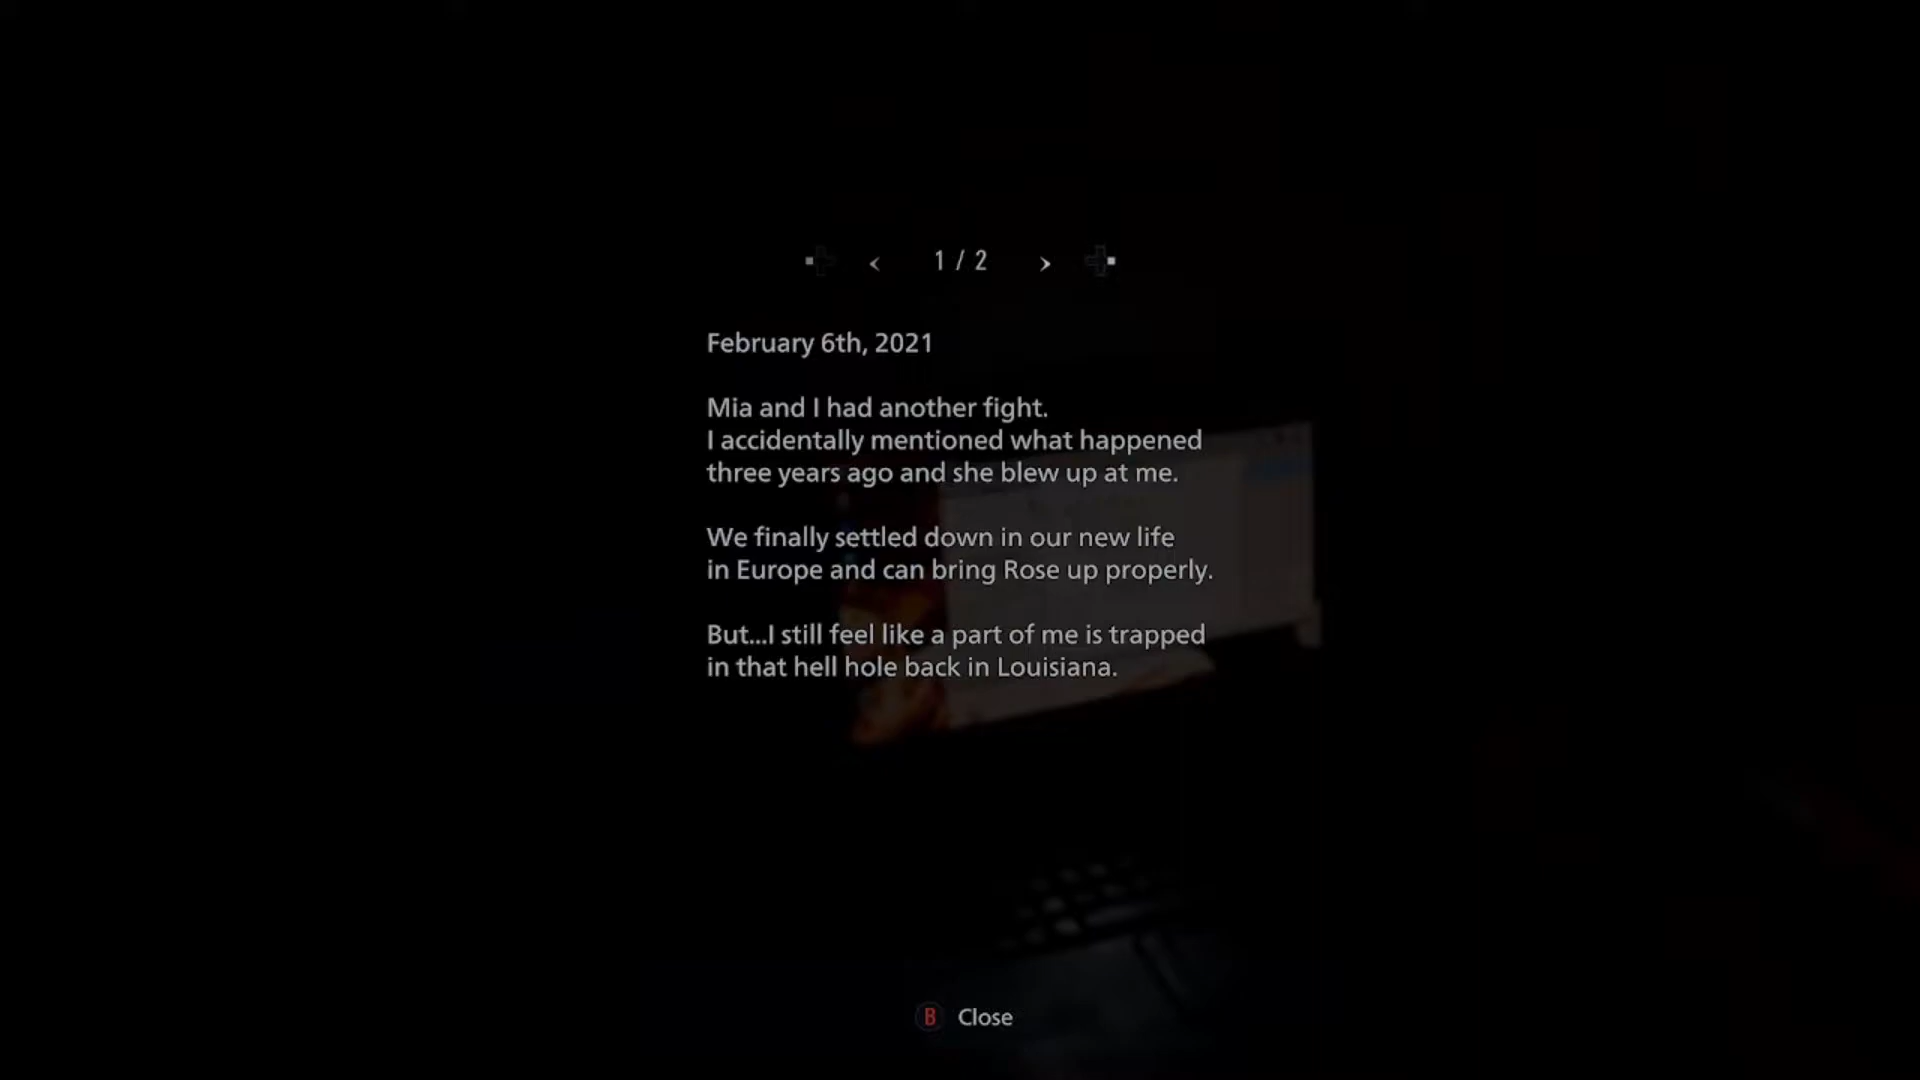 < 1 / 2 >
February 6th, 2021
Mia and I had another fight.
I accidentally mentioned what happened
three years ago and she blew up at me.
We finally settled down in our new life
in Europe and can bring Rose up properly.
But...I still feel like a part of me is trapped
in that hell hole back in Louisiana.
B Close